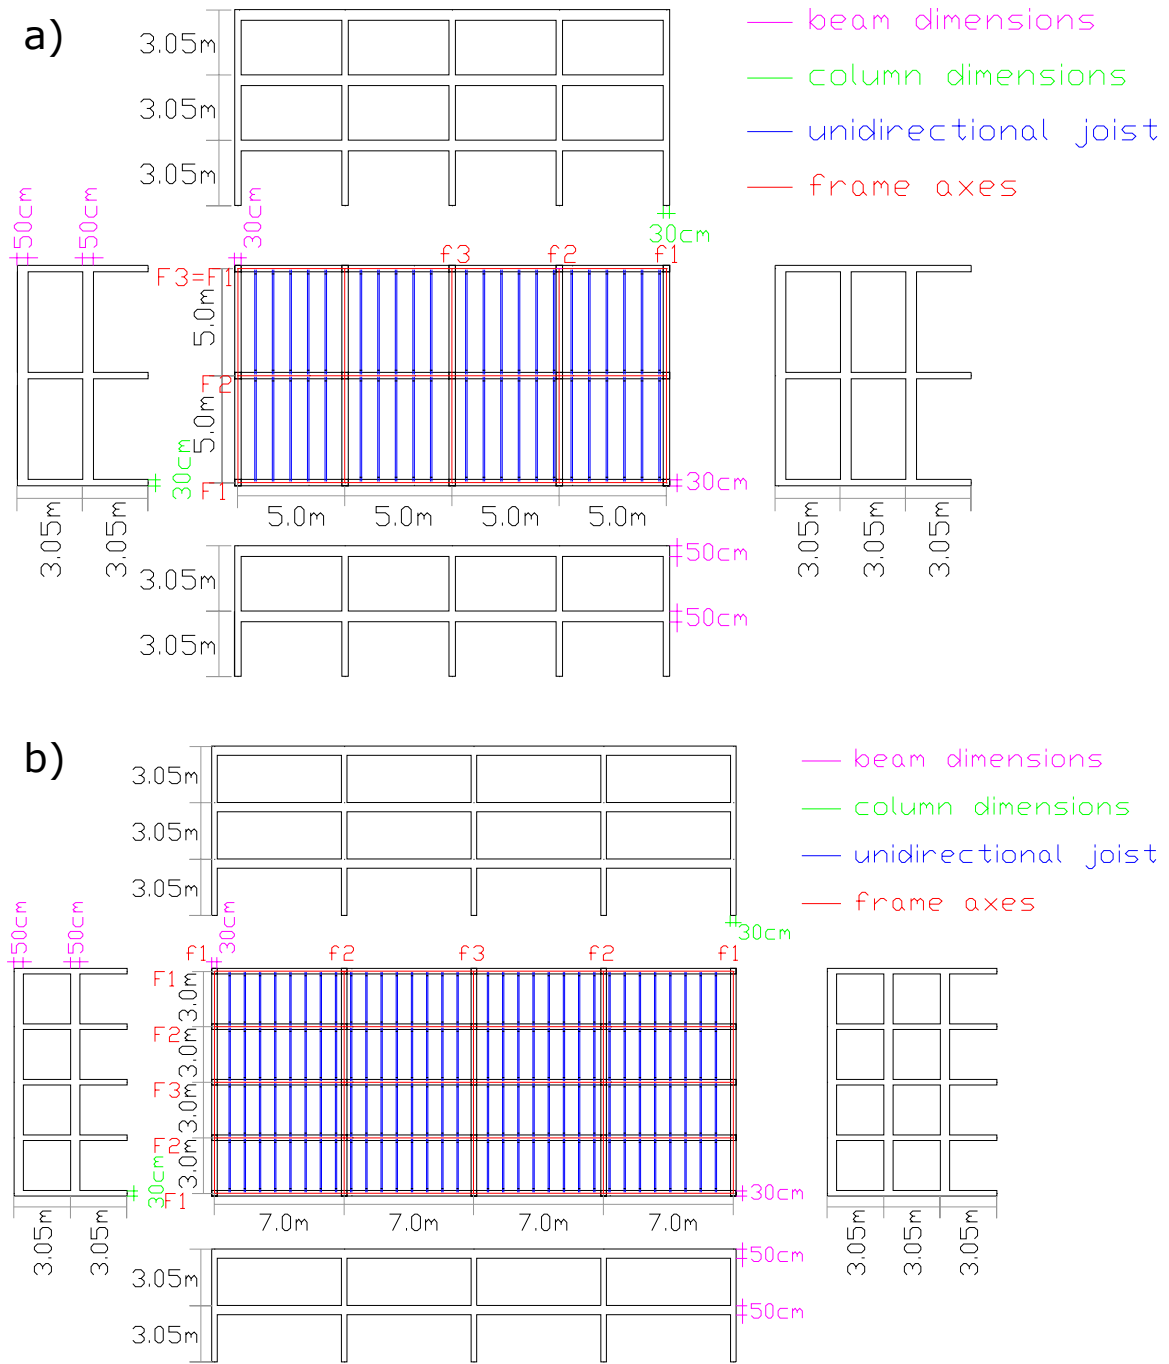 a)
3.05m
3.05m
3.05m
beam dimensions
column dimensions
unidirectional joist
frame axes
50cm
50cm
30cm
30cm
f3
f2
f1
F3=F1
5.0m
F2
5.0m
F1
30cm
30cm
5.0m
5.0m
5.0m
5.0m
3.05m
3.05m
3.05m
3.05m
3.05m
3.05m
3.05m
50cm
50cm
b)
3.05m
3.05m
3.05m
beam dimensions
column dimensions
unidirectional joist
frame axes
50cm
50cm
30cm
30cm
f1
f2
f3
f2
f1
F1
3.0m
F2
3.0m
F3
3.0m
F2
3.0m
F1
30cm
30cm
7.0m
7.0m
7.0m
7.0m
3.05m
3.05m
3.05m
3.05m
3.05m
3.05m
3.05m
50cm
50cm